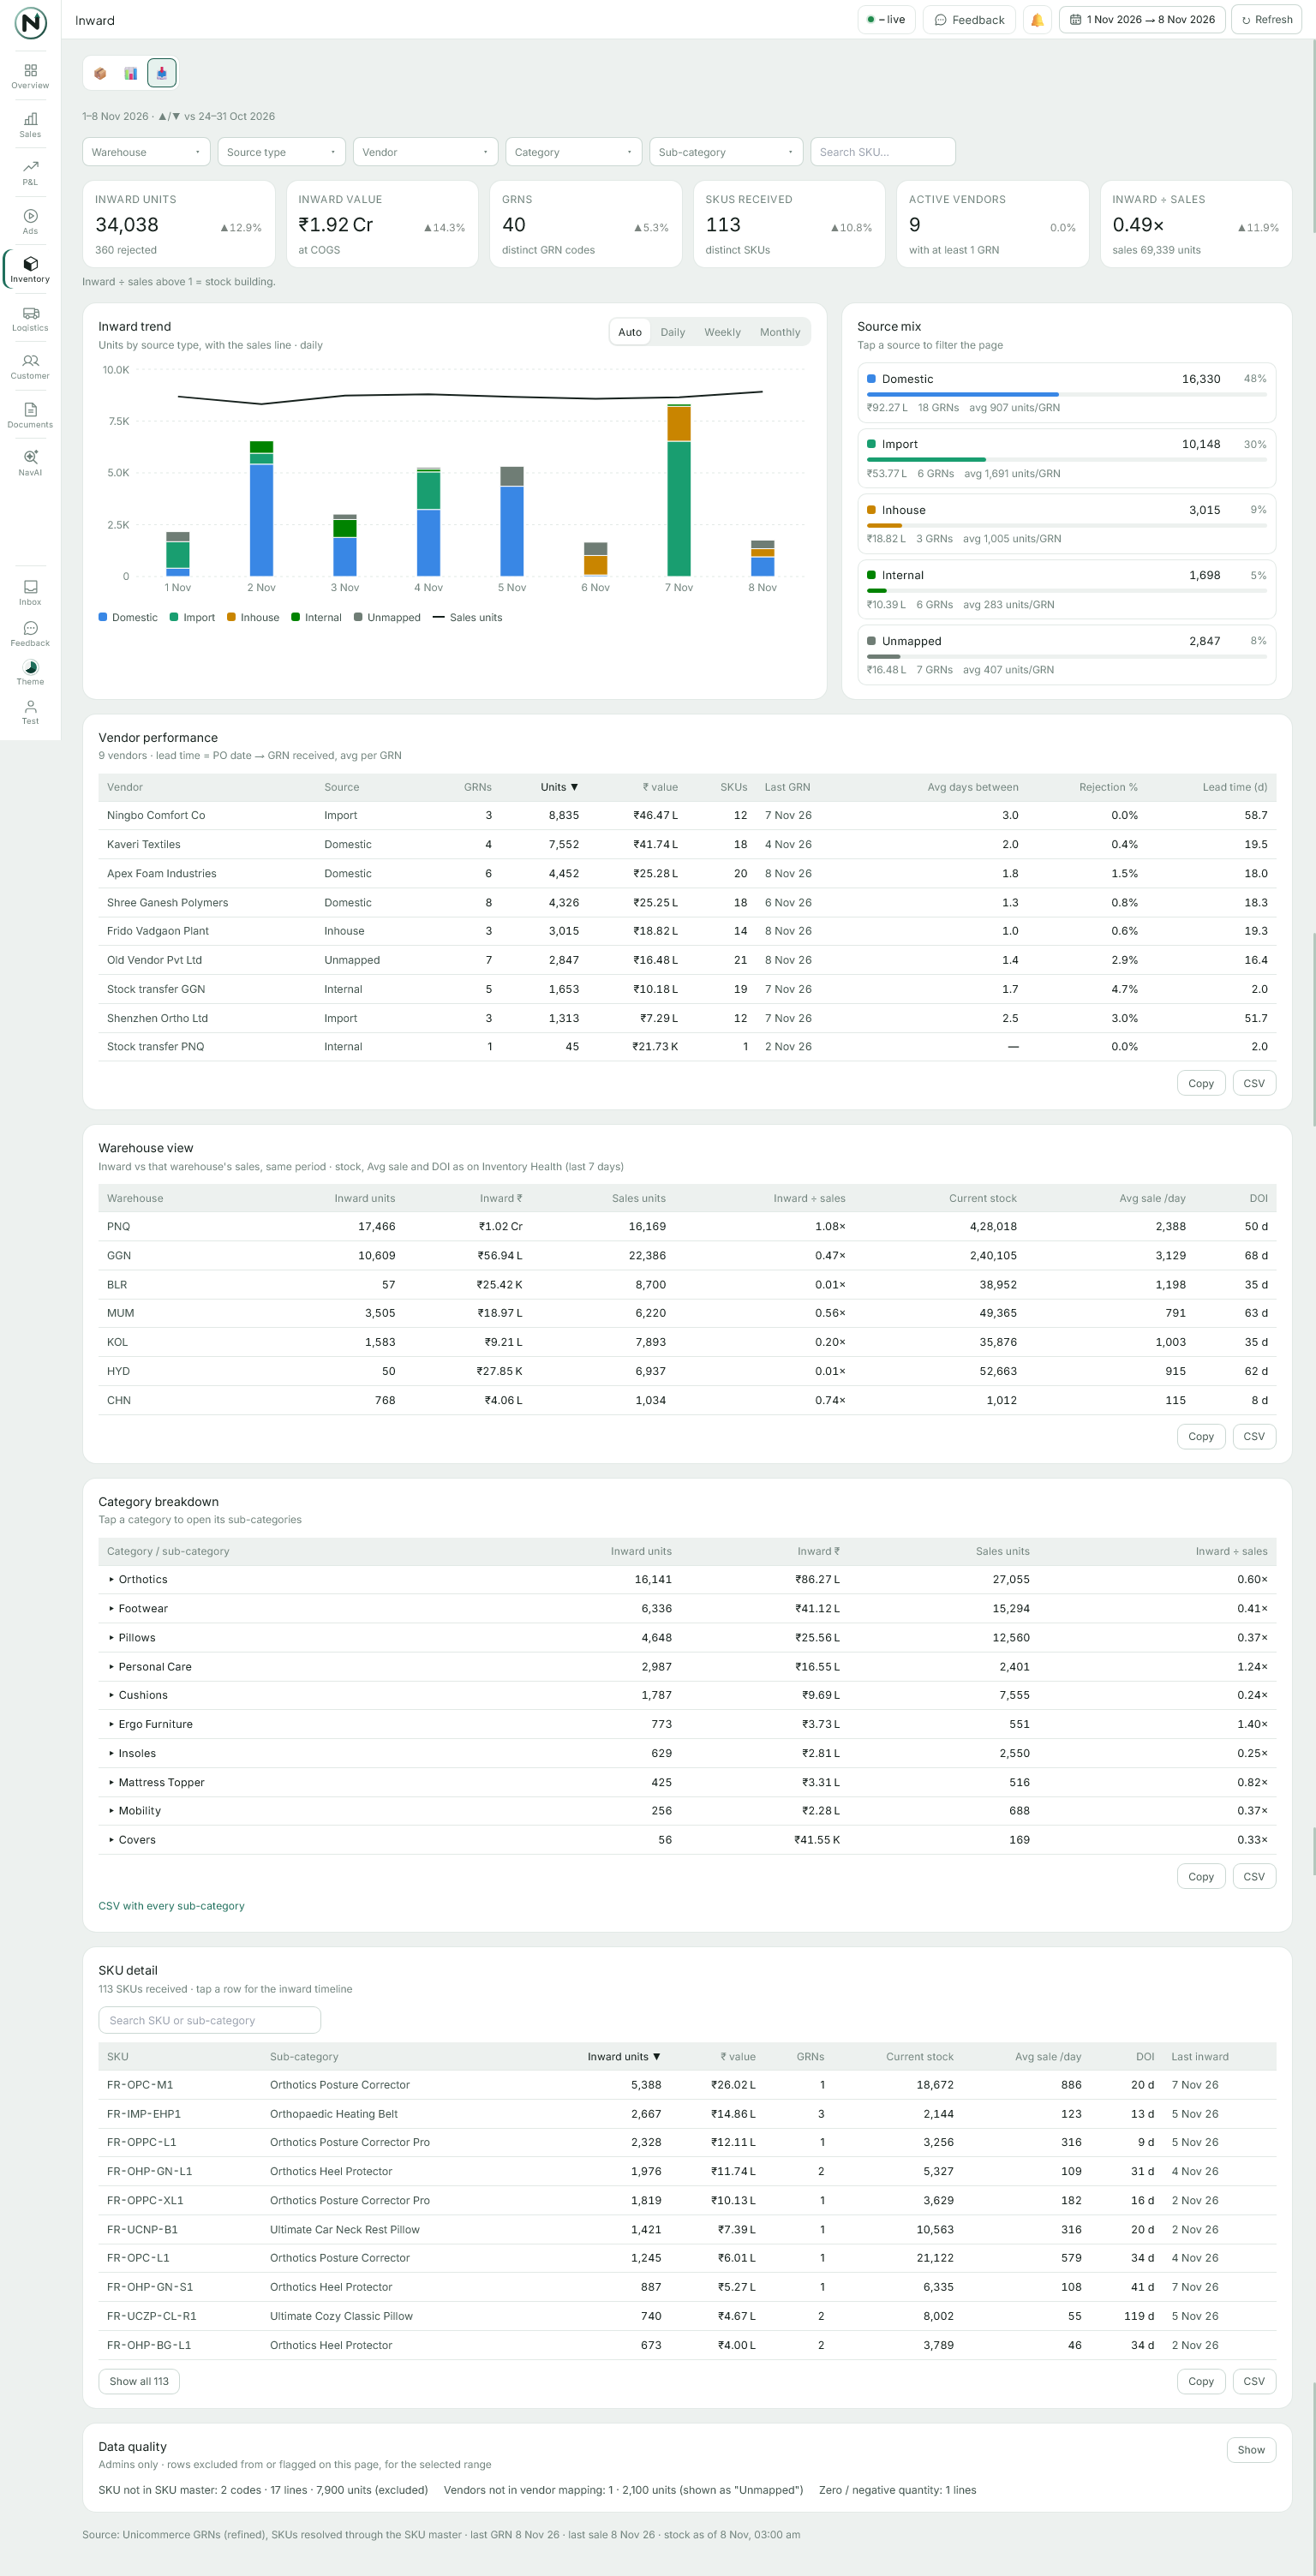 N
Inward
– live
Feedback
1 Nov 2026 → 8 Nov 2026
↻ Refresh
Overview
Sales
P&L
Ads
Inventory
Logistics
Customer
Documents
NavAI
Inbox
Feedback
Theme
Test
1–8 Nov 2026 · ▲/▼ vs 24–31 Oct 2026
Warehouse Source type Vendor Category Sub-category Search SKU...
INWARD UNITS
34,038 ▲12.9%
360 rejected
INWARD VALUE
₹1.92 Cr ▲14.3%
at COGS
GRNS
40 ▲5.3%
distinct GRN codes
SKUS RECEIVED
113 ▲10.8%
distinct SKUs
ACTIVE VENDORS
9 0.0%
with at least 1 GRN
INWARD ÷ SALES
0.49× ▲11.9%
sales 69,339 units
Inward ÷ sales above 1 = stock building.
Inward trend
Units by source type, with the sales line · daily
Auto Daily Weekly Monthly
10.0K
7.5K
5.0K
2.5K
0
1 Nov 2 Nov 3 Nov 4 Nov 5 Nov 6 Nov 7 Nov 8 Nov
Domestic Import Inhouse Internal Unmapped Sales units
Source mix
Tap a source to filter the page
Domestic 16,330 48%
₹92.27 L 18 GRNs avg 907 units/GRN
Import 10,148 30%
₹53.77 L 6 GRNs avg 1,691 units/GRN
Inhouse 3,015 9%
₹18.82 L 3 GRNs avg 1,005 units/GRN
Internal 1,698 5%
₹10.39 L 6 GRNs avg 283 units/GRN
Unmapped 2,847 8%
₹16.48 L 7 GRNs avg 407 units/GRN
Vendor performance
9 vendors · lead time = PO date → GRN received, avg per GRN
Vendor Source GRNs Units ▼ ₹ value SKUs Last GRN Avg days between Rejection % Lead time (d)
Ningbo Comfort Co Import 3 8,835 ₹46.47 L 12 7 Nov 26 3.0 0.0% 58.7
Kaveri Textiles Domestic 4 7,552 ₹41.74 L 18 4 Nov 26 2.0 0.4% 19.5
Apex Foam Industries Domestic 6 4,452 ₹25.28 L 20 8 Nov 26 1.8 1.5% 18.0
Shree Ganesh Polymers Domestic 8 4,326 ₹25.25 L 18 6 Nov 26 1.3 0.8% 18.3
Frido Vadgaon Plant Inhouse 3 3,015 ₹18.82 L 14 8 Nov 26 1.0 0.6% 19.3
Old Vendor Pvt Ltd Unmapped 7 2,847 ₹16.48 L 21 8 Nov 26 1.4 2.9% 16.4
Stock transfer GGN Internal 5 1,653 ₹10.18 L 19 7 Nov 26 1.7 4.7% 2.0
Shenzhen Ortho Ltd Import 3 1,313 ₹7.29 L 12 7 Nov 26 2.5 3.0% 51.7
Stock transfer PNQ Internal 1 45 ₹21.73 K 1 2 Nov 26 — 0.0% 2.0
Copy CSV
Warehouse view
Inward vs that warehouse's sales, same period · stock, Avg sale and DOI as on Inventory Health (last 7 days)
Warehouse Inward units Inward ₹ Sales units Inward ÷ sales Current stock Avg sale /day DOI
PNQ 17,466 ₹1.02 Cr 16,169 1.08× 4,28,018 2,388 50 d
GGN 10,609 ₹56.94 L 22,386 0.47× 2,40,105 3,129 68 d
BLR 57 ₹25.42 K 8,700 0.01× 38,952 1,198 35 d
MUM 3,505 ₹18.97 L 6,220 0.56× 49,365 791 63 d
KOL 1,583 ₹9.21 L 7,893 0.20× 35,876 1,003 35 d
HYD 50 ₹27.85 K 6,937 0.01× 52,663 915 62 d
CHN 768 ₹4.06 L 1,034 0.74× 1,012 115 8 d
Copy CSV
Category breakdown
Tap a category to open its sub-categories
Category / sub-category Inward units Inward ₹ Sales units Inward ÷ sales
▸ Orthotics 16,141 ₹86.27 L 27,055 0.60×
▸ Footwear 6,336 ₹41.12 L 15,294 0.41×
▸ Pillows 4,648 ₹25.56 L 12,560 0.37×
▸ Personal Care 2,987 ₹16.55 L 2,401 1.24×
▸ Cushions 1,787 ₹9.69 L 7,555 0.24×
▸ Ergo Furniture 773 ₹3.73 L 551 1.40×
▸ Insoles 629 ₹2.81 L 2,550 0.25×
▸ Mattress Topper 425 ₹3.31 L 516 0.82×
▸ Mobility 256 ₹2.28 L 688 0.37×
▸ Covers 56 ₹41.55 K 169 0.33×
Copy CSV
CSV with every sub-category
SKU detail
113 SKUs received · tap a row for the inward timeline
Search SKU or sub-category
SKU Sub-category Inward units ▼ ₹ value GRNs Current stock Avg sale /day DOI Last inward
FR-OPC-M1 Orthotics Posture Corrector 5,388 ₹26.02 L 1 18,672 886 20 d 7 Nov 26
FR-IMP-EHP1 Orthopaedic Heating Belt 2,667 ₹14.86 L 3 2,144 123 13 d 5 Nov 26
FR-OPPC-L1 Orthotics Posture Corrector Pro 2,328 ₹12.11 L 1 3,256 316 9 d 5 Nov 26
FR-OHP-GN-L1 Orthotics Heel Protector 1,976 ₹11.74 L 2 5,327 109 31 d 4 Nov 26
FR-OPPC-XL1 Orthotics Posture Corrector Pro 1,819 ₹10.13 L 1 3,629 182 16 d 2 Nov 26
FR-UCNP-B1 Ultimate Car Neck Rest Pillow 1,421 ₹7.39 L 1 10,563 316 20 d 2 Nov 26
FR-OPC-L1 Orthotics Posture Corrector 1,245 ₹6.01 L 1 21,122 579 34 d 4 Nov 26
FR-OHP-GN-S1 Orthotics Heel Protector 887 ₹5.27 L 1 6,335 108 41 d 7 Nov 26
FR-UCZP-CL-R1 Ultimate Cozy Classic Pillow 740 ₹4.67 L 2 8,002 55 119 d 5 Nov 26
FR-OHP-BG-L1 Orthotics Heel Protector 673 ₹4.00 L 2 3,789 46 34 d 2 Nov 26
Show all 113 Copy CSV
Data quality
Admins only · rows excluded from or flagged on this page, for the selected range
Show
SKU not in SKU master: 2 codes · 17 lines · 7,900 units (excluded) Vendors not in vendor mapping: 1 · 2,100 units (shown as "Unmapped") Zero / negative quantity: 1 lines
Source: Unicommerce GRNs (refined), SKUs resolved through the SKU master · last GRN 8 Nov 26 · last sale 8 Nov 26 · stock as of 8 Nov, 03:00 am